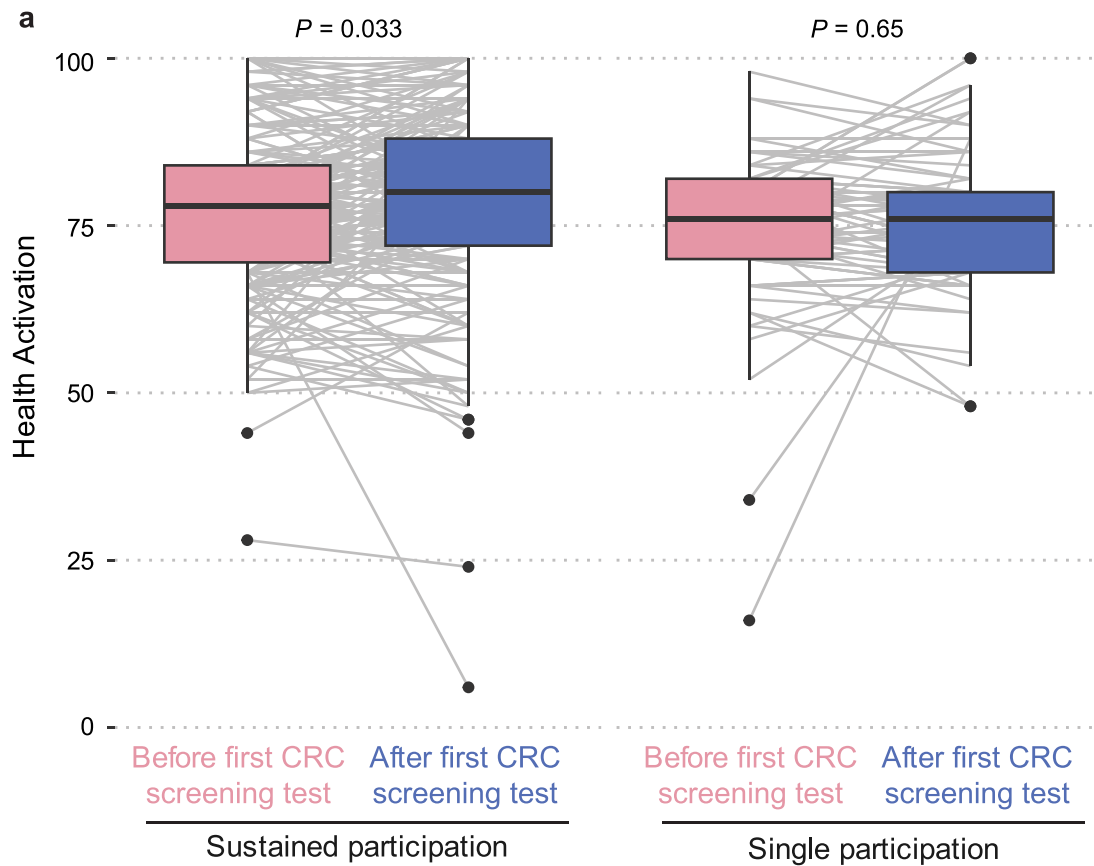 a
P = 0.033
P = 0.65
Health Activation
100
75
50
25
0
Before first CRC
screening test
After first CRC
screening test
Before first CRC
screening test
After first CRC
screening test
Sustained participation
Single participation